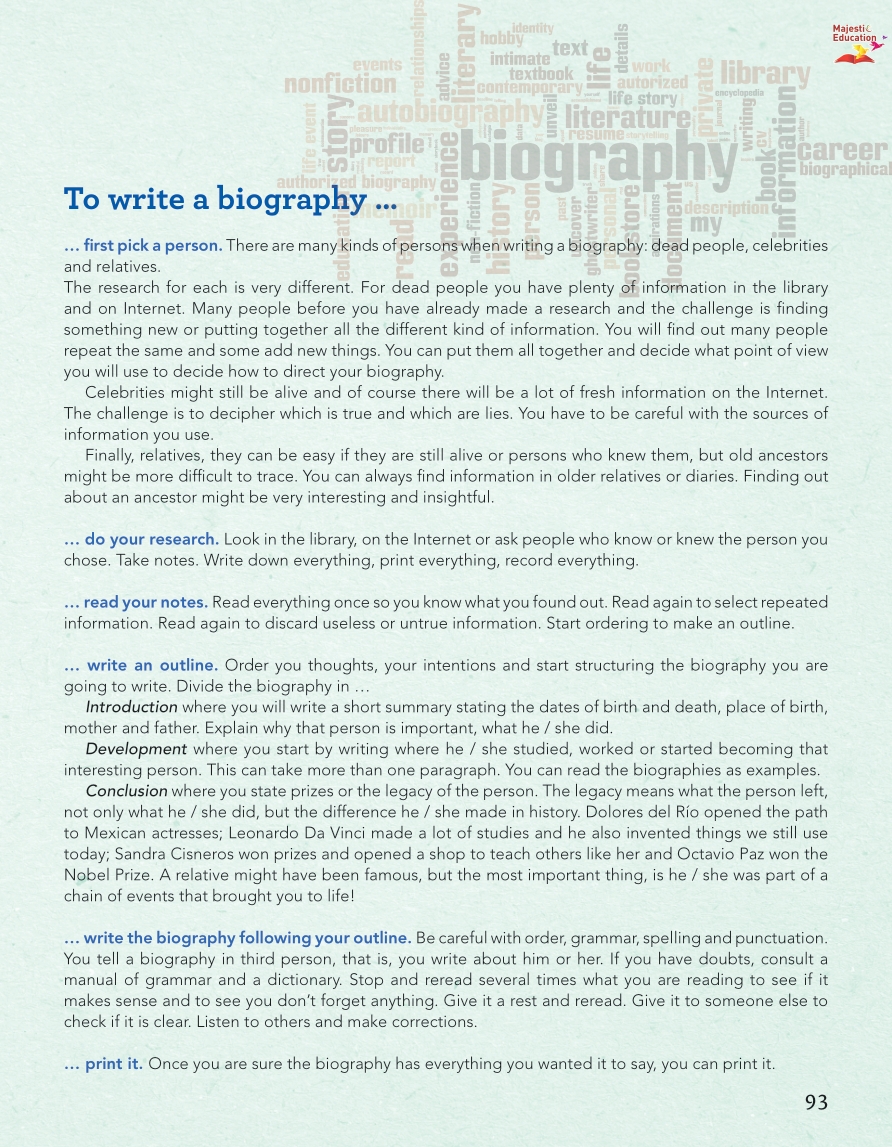 Majesti
Education
relationships
literary
identity
hobby
text
life
details
events
advice
intimate
work
private
library
nonfiction
textbook
autorized
contemporary
encyclopedia
life story
journal
life event
story
autobiography
unveil
literature
writing
information
author
pleasure
resume
storytelling
cv
profile
experience
biography
book
career
report
biographical
authorized biography
non-fiction
history
person
past
uncover
ghostwriter
personal
bookstore
document
description
memoir
my
education
read
To write a biography ...
… first pick a person. There are many kinds of persons when writing a biography: dead people, celebrities
and relatives.
The research for each is very different. For dead people you have plenty of information in the library
and on Internet. Many people before you have already made a research and the challenge is finding
something new or putting together all the different kind of information. You will find out many people
repeat the same and some add new things. You can put them all together and decide what point of view
you will use to decide how to direct your biography.
Celebrities might still be alive and of course there will be a lot of fresh information on the Internet.
The challenge is to decipher which is true and which are lies. You have to be careful with the sources of
information you use.
Finally, relatives, they can be easy if they are still alive or persons who knew them, but old ancestors
might be more difficult to trace. You can always find information in older relatives or diaries. Finding out
about an ancestor might be very interesting and insightful.
… do your research. Look in the library, on the Internet or ask people who know or knew the person you
chose. Take notes. Write down everything, print everything, record everything.
… read your notes. Read everything once so you know what you found out. Read again to select repeated
information. Read again to discard useless or untrue information. Start ordering to make an outline.
… write an outline. Order you thoughts, your intentions and start structuring the biography you are
going to write. Divide the biography in …
Introduction where you will write a short summary stating the dates of birth and death, place of birth,
mother and father. Explain why that person is important, what he / she did.
Development where you start by writing where he / she studied, worked or started becoming that
interesting person. This can take more than one paragraph. You can read the biographies as examples.
Conclusion where you state prizes or the legacy of the person. The legacy means what the person left,
not only what he / she did, but the difference he / she made in history. Dolores del Río opened the path
to Mexican actresses; Leonardo Da Vinci made a lot of studies and he also invented things we still use
today; Sandra Cisneros won prizes and opened a shop to teach others like her and Octavio Paz won the
Nobel Prize. A relative might have been famous, but the most important thing, is he / she was part of a
chain of events that brought you to life!
… write the biography following your outline. Be careful with order, grammar, spelling and punctuation.
You tell a biography in third person, that is, you write about him or her. If you have doubts, consult a
manual of grammar and a dictionary. Stop and reread several times what you are reading to see if it
makes sense and to see you don’t forget anything. Give it a rest and reread. Give it to someone else to
check if it is clear. Listen to others and make corrections.
… print it. Once you are sure the biography has everything you wanted it to say, you can print it.
93